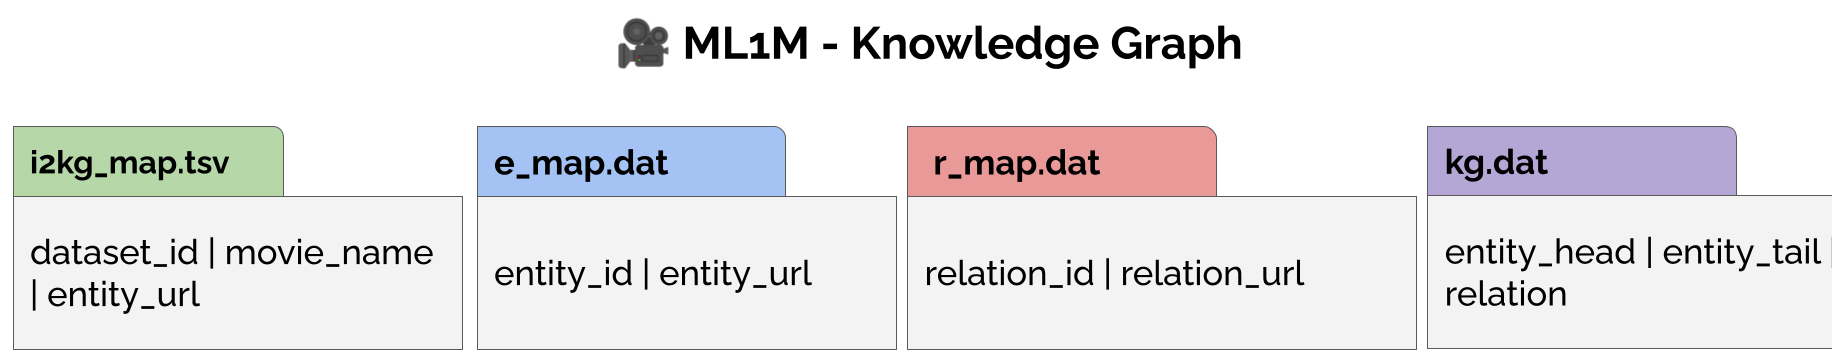 ML1M - Knowledge Graph
i2kg_map.tsv
dataset_id | movie_name
| entity_url
e_map.dat
entity_id | entity_url
r_map.dat
relation_id | relation_url
kg.dat
entity_head | entity_tail |
relation